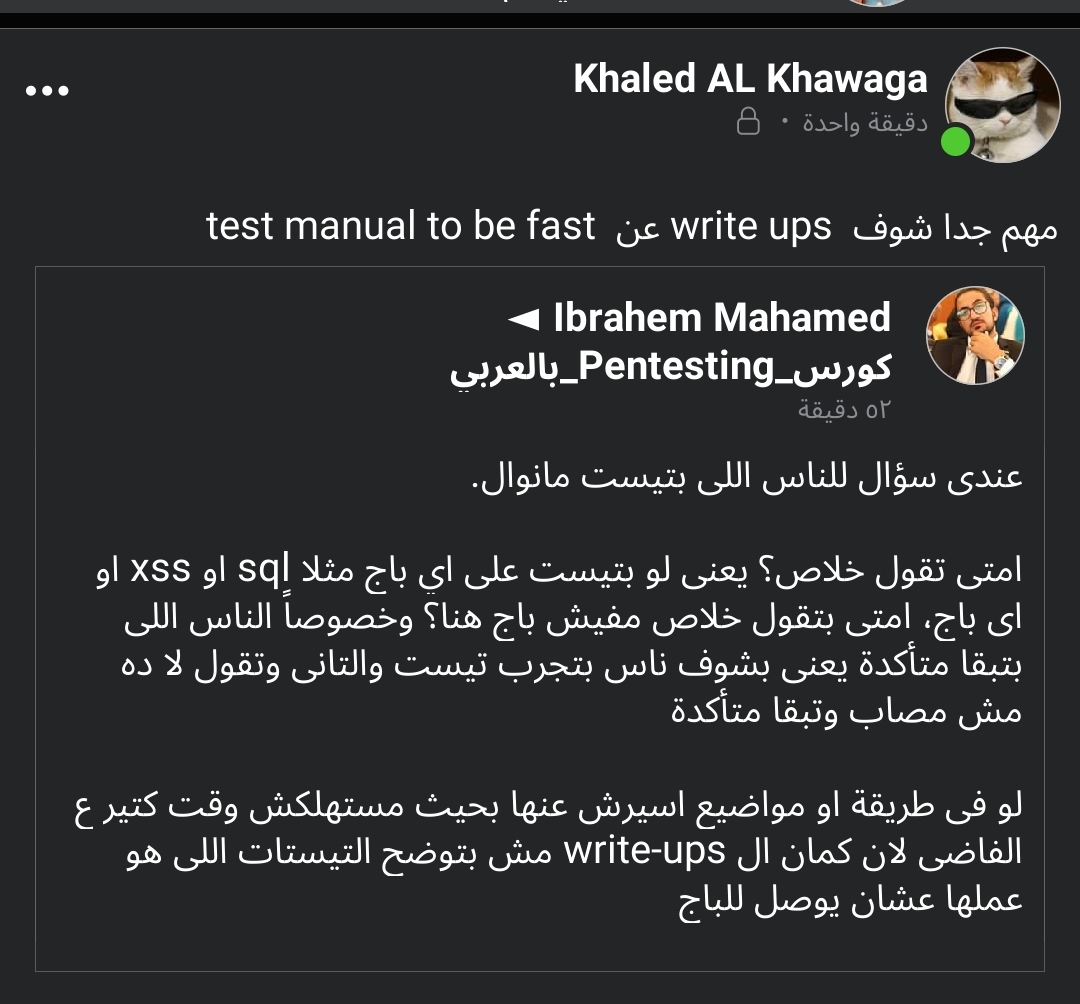 Khaled AL Khawaga
دقيقة واحدة ·
مهم جدا شوف write ups عن test manual to be fast
Ibrahem Mahamed ◄
كورس_Pentesting_بالعربي
٥٢ دقيقة
عندى سؤال للناس اللى بتيست مانوال.
امتى تقول خلاص؟ يعنى لو بتيست على اي باج مثلا sql او xss او
اى باج، امتى بتقول خلاص مفيش باج هنا؟ وخصوصاً الناس اللى
بتبقا متأكدة يعنى بشوف ناس بتجرب تيست والتانى وتقول لا ده
مش مصاب وتبقا متأكدة
لو فى طريقة او مواضيع اسيرش عنها بحيث مستهلكش وقت كتير ع
الفاضى لان كمان ال write-ups مش بتوضح التيستات اللى هو
عملها عشان يوصل للباج